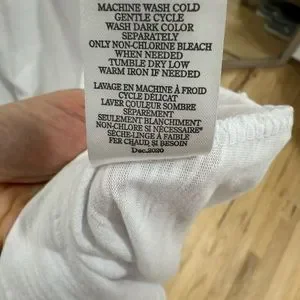 MACHINE WASH COLD
GENTLE CYCLE
WASH DARK COLOR
SEPARATELY
ONLY NON-CHLORINE BLEACH
WHEN NEEDED
TUMBLE DRY LOW
WARM IRON IF NEEDED
LAVAGE EN MACHINE À FROID
CYCLE DÉLICAT
LAVER COULEUR SOMBRE
SÉPARÉMENT
SEULEMENT BLANCHIMENT
NON-CHLORE SI NÉCESSAIRE*
SÈCHE-LINGE À FAIBLE
FER CHAUD SI BESOIN
Dec.2020